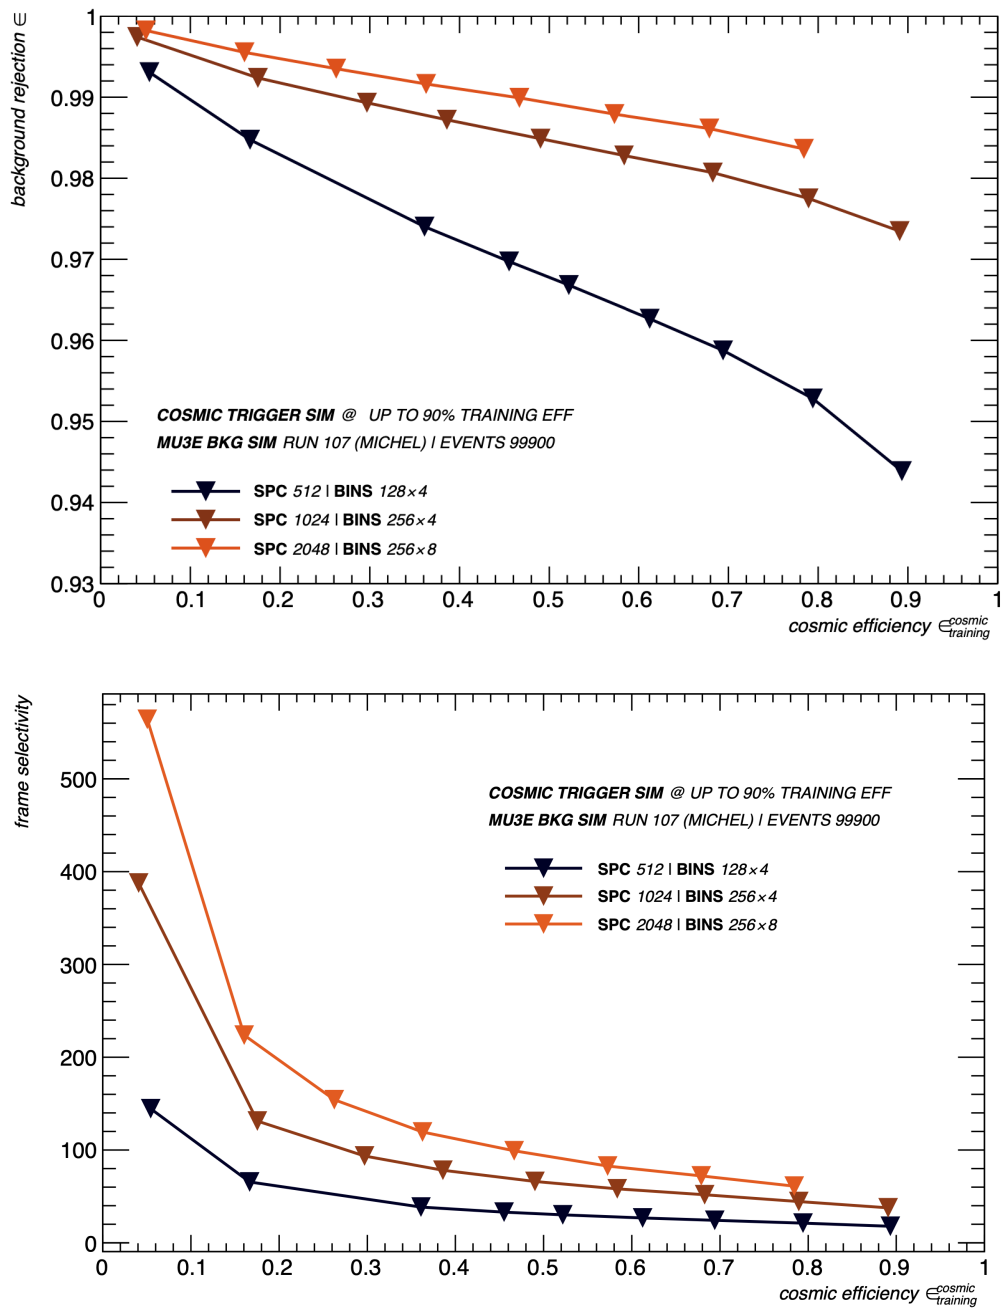 background rejection ∈
1
0.99
0.98
0.97
0.96
0.95
0.94
0.93
COSMIC TRIGGER SIM @ UP TO 90% TRAINING EFF
MU3E BKG SIM RUN 107 (MICHEL) | EVENTS 99900
SPC 512 | BINS 128×4
SPC 1024 | BINS 256×4
SPC 2048 | BINS 256×8
0 0.1 0.2 0.3 0.4 0.5 0.6 0.7 0.8 0.9 1
cosmic efficiency ∈cosmic training
frame selectivity
500
400
300
200
100
0
COSMIC TRIGGER SIM @ UP TO 90% TRAINING EFF
MU3E BKG SIM RUN 107 (MICHEL) | EVENTS 99900
SPC 512 | BINS 128×4
SPC 1024 | BINS 256×4
SPC 2048 | BINS 256×8
0 0.1 0.2 0.3 0.4 0.5 0.6 0.7 0.8 0.9 1
cosmic efficiency ∈cosmic training